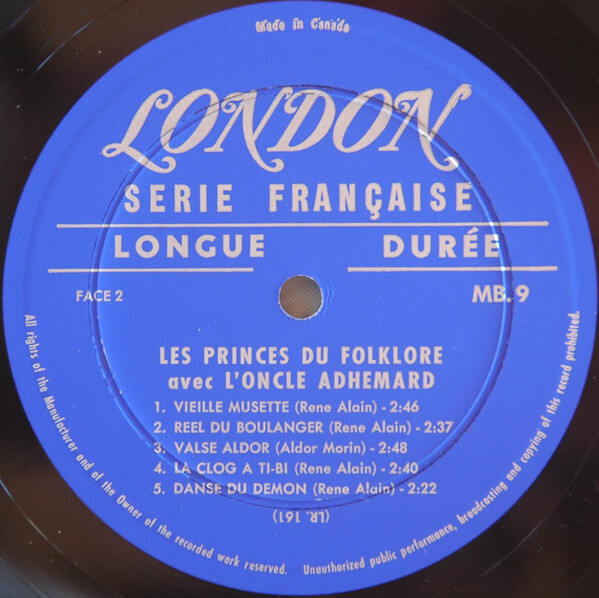 Made in Canada
LONDON
SERIE FRANÇAISE
LONGUE DURÉE
FACE 2 MB. 9
LES PRINCES DU FOLKLORE
avec L'ONCLE ADHEMARD
1. VIEILLE MUSETTE (Rene Alain) - 2:46
2. REEL DU BOULANGER (Rene Alain) - 2:37
3. VALSE ALDOR (Aldor Morin) - 2:48
4. LA CLOG A TI-BI (Rene Alain) - 2:40
5. DANSE DU DEMON (Rene Alain) - 2:22
(LR. 161)
All rights of the Manufacturer and of the Owner of the recorded work reserved. Unauthorized public performance, broadcasting and copying of this record prohibited.